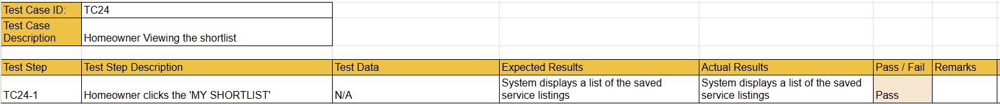 Test Case ID: TC24
Test Case
Description Homeowner Viewing the shortlist
Test Step Test Step Description Test Data Expected Results Actual Results Pass / Fail Remarks
TC24-1 Homeowner clicks the 'MY SHORTLIST' N/A
System displays a list of the saved
service listings
System displays a list of the saved
service listings
Pass